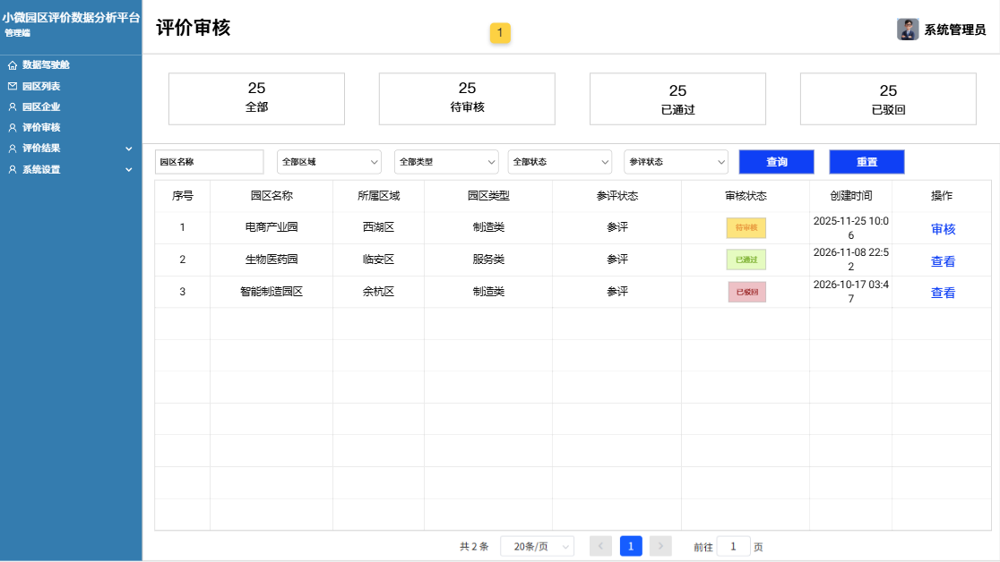 小微园区评价数据分析平台
管理端
评价审核
1
系统管理员
数据驾驶舱
园区列表
园区企业
评价审核
评价结果
系统设置
25
全部
25
待审核
25
已通过
25
已驳回
园区名称 全部区域 全部类型 全部状态 参评状态 查询 重置
序号 园区名称 所属区域 园区类型 参评状态 审核状态 创建时间 操作
1 电商产业园 西湖区 制造类 参评 待审核 2025-11-25 10:0
6 审核
2 生物医药园 临安区 服务类 参评 已通过 2026-11-08 22:5
2 查看
3 智能制造园区 余杭区 制造类 参评 已驳回 2026-10-17 03:4
7 查看
共 2 条 20条/页 1 前往 1 页